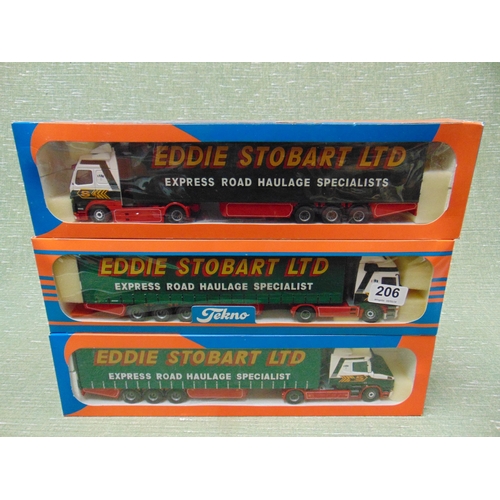 EDDIE STOBART LTD
EXPRESS ROAD HAULAGE SPECIALISTS
EDDIE STOBART LTD
EXPRESS ROAD HAULAGE SPECIALIST
206
Tekno
EDDIE STOBART LTD
EXPRESS ROAD HAULAGE SPECIALIST